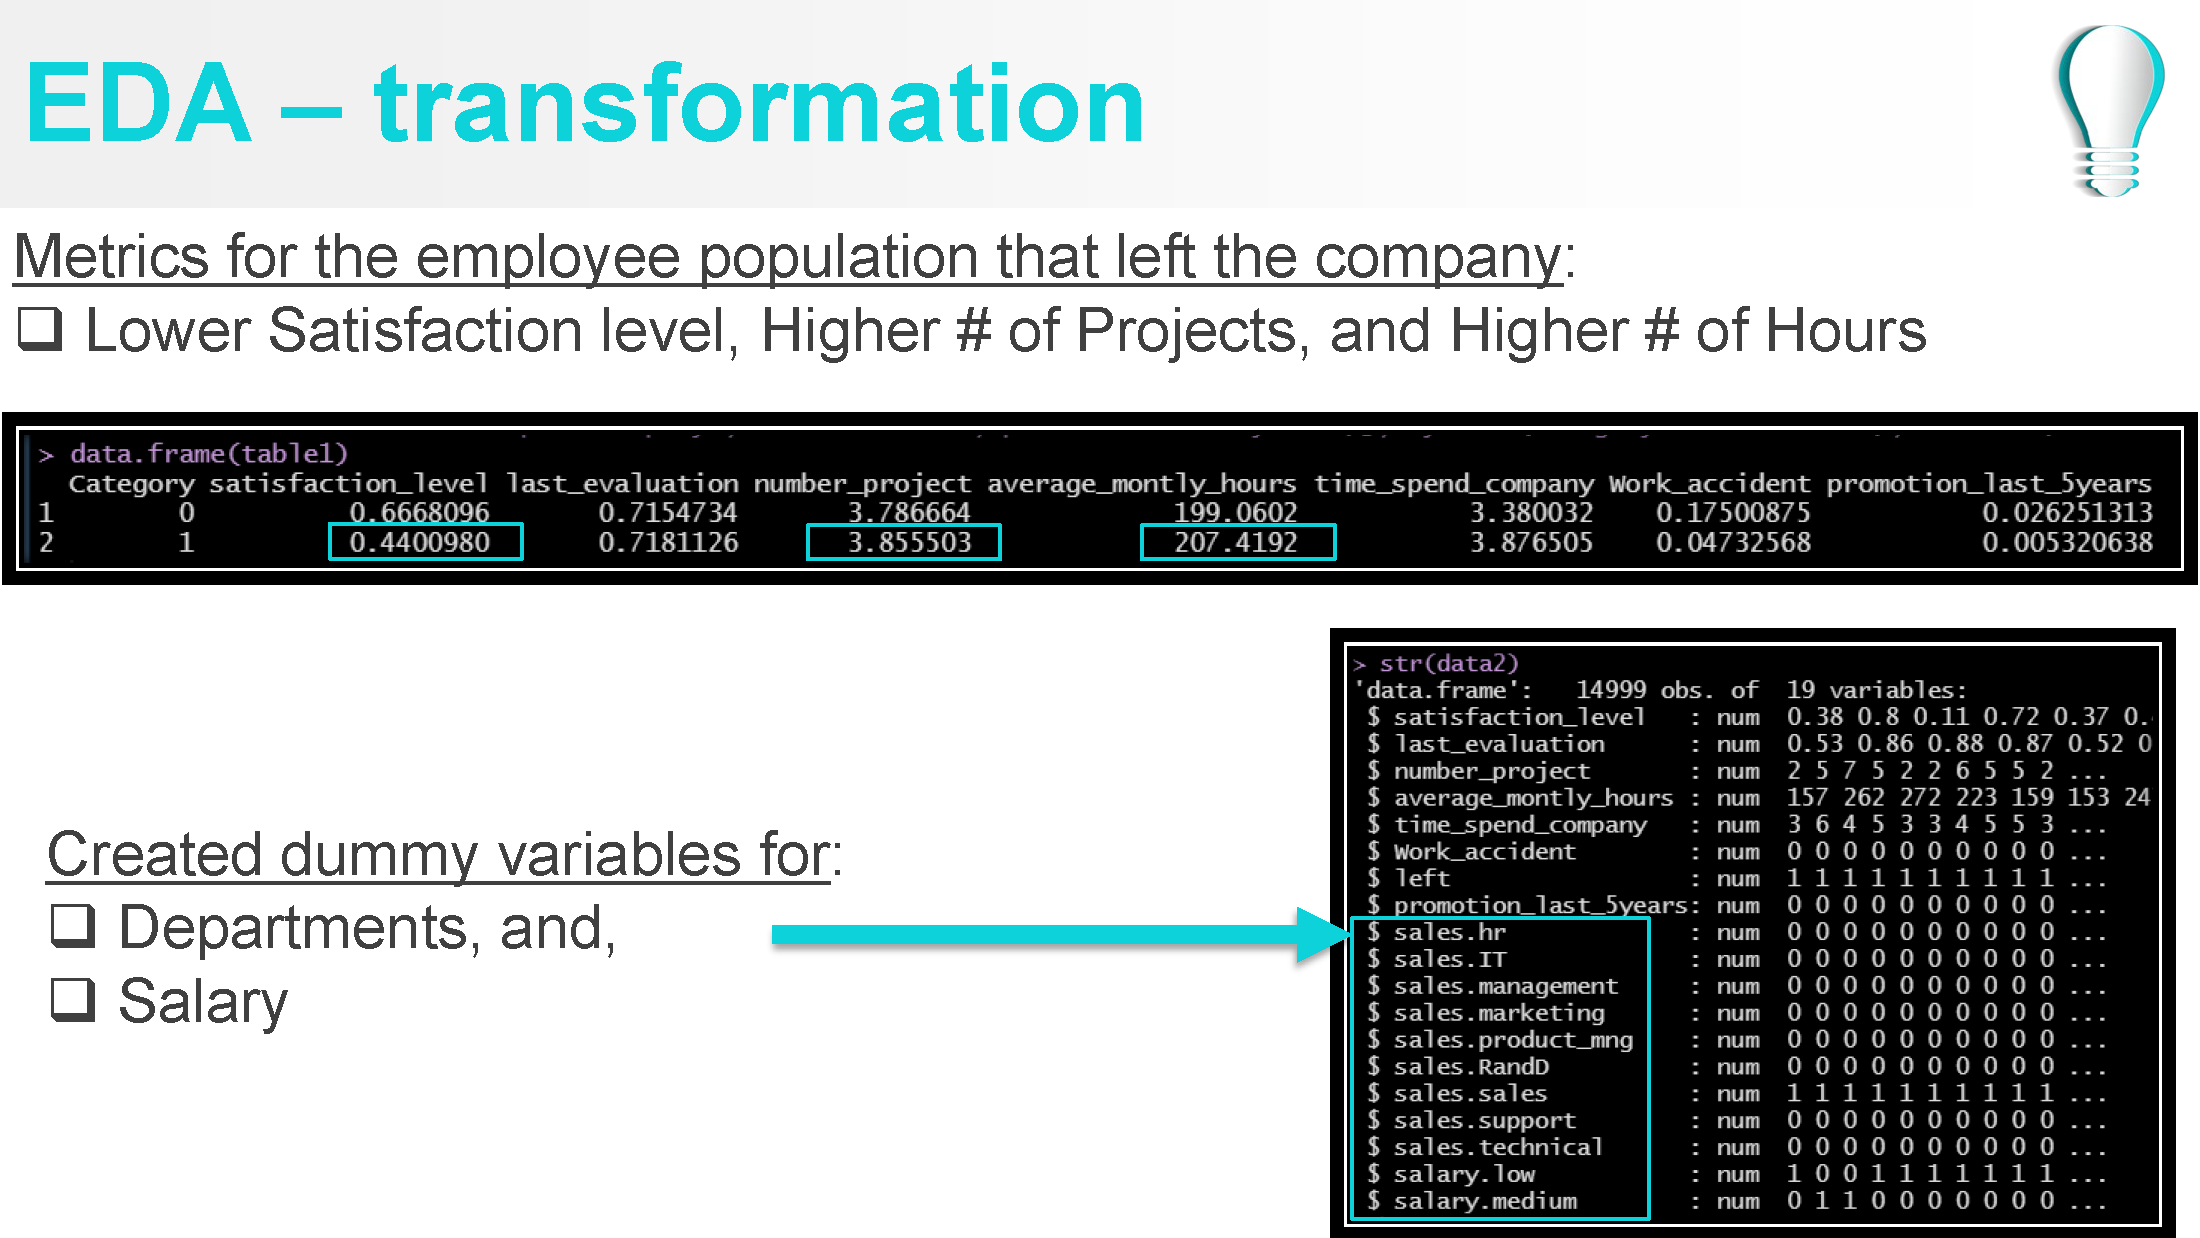 EDA – transformation
Metrics for the employee population that left the company:
❑ Lower Satisfaction level, Higher # of Projects, and Higher # of Hours
> data.frame(table1)
Category satisfaction_level last_evaluation number_project average_montly_hours time_spend_company Work_accident promotion_last_5years
1 0 0.6668096 0.7154734 3.786664 199.0602 3.380032 0.17500875 0.026251313
2 1 0.4400980 0.7181126 3.855503 207.4192 3.876505 0.04732568 0.005320638
Created dummy variables for:
❑ Departments, and,
❑ Salary
> str(data2)
'data.frame': 14999 obs. of 19 variables:
$ satisfaction_level : num 0.38 0.8 0.11 0.72 0.37 0.
$ last_evaluation : num 0.53 0.86 0.88 0.87 0.52 0
$ number_project : num 2 5 7 5 2 2 6 5 5 2 ...
$ average_montly_hours : num 157 262 272 223 159 153 24
$ time_spend_company : num 3 6 4 5 3 3 4 5 5 3 ...
$ Work_accident : num 0 0 0 0 0 0 0 0 0 0 ...
$ left : num 1 1 1 1 1 1 1 1 1 1 ...
$ promotion_last_5years: num 0 0 0 0 0 0 0 0 0 0 ...
$ sales.hr : num 0 0 0 0 0 0 0 0 0 0 ...
$ sales.IT : num 0 0 0 0 0 0 0 0 0 0 ...
$ sales.management : num 0 0 0 0 0 0 0 0 0 0 ...
$ sales.marketing : num 0 0 0 0 0 0 0 0 0 0 ...
$ sales.product_mng : num 0 0 0 0 0 0 0 0 0 0 ...
$ sales.RandD : num 0 0 0 0 0 0 0 0 0 0 ...
$ sales.sales : num 1 1 1 1 1 1 1 1 1 1 ...
$ sales.support : num 0 0 0 0 0 0 0 0 0 0 ...
$ sales.technical : num 0 0 0 0 0 0 0 0 0 0 ...
$ salary.low : num 1 0 0 1 1 1 1 1 1 1 ...
$ salary.medium : num 0 1 1 0 0 0 0 0 0 0 ...